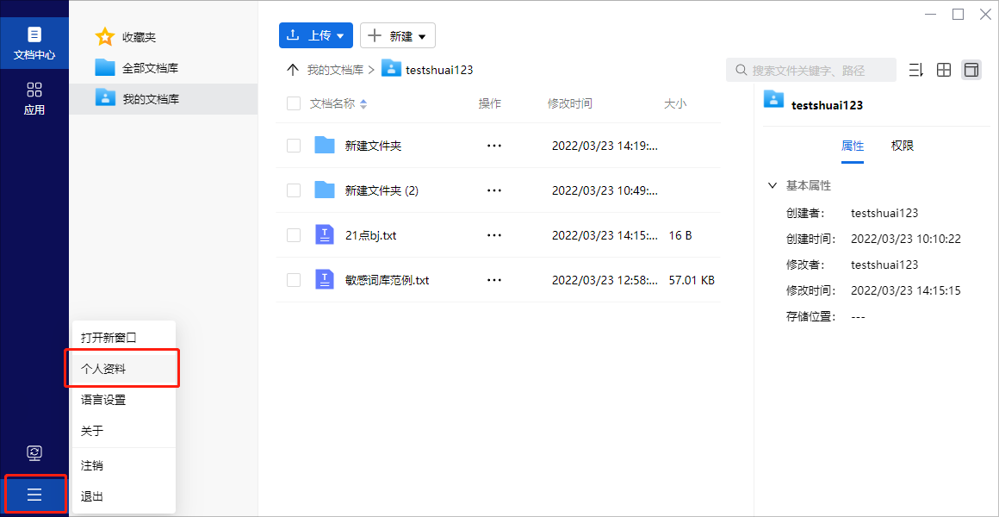 文档中心
应用
收藏夹
全部文档库
我的文档库
上传 新建
我的文档库 testshuai123
搜索文件关键字、路径
文档名称 操作 修改时间 大小
新建文件夹 ··· 2022/03/23 14:19:...
新建文件夹 (2) ··· 2022/03/23 10:49:...
21点bj.txt ··· 2022/03/23 14:15:... 16 B
敏感词库范例.txt ··· 2022/03/23 12:58:... 57.01 KB
testshuai123
属性 权限
基本属性
创建者: testshuai123
创建时间: 2022/03/23 10:10:22
修改者: testshuai123
修改时间: 2022/03/23 14:15:15
存储位置: ---
打开新窗口
个人资料
语言设置
关于
注销
退出